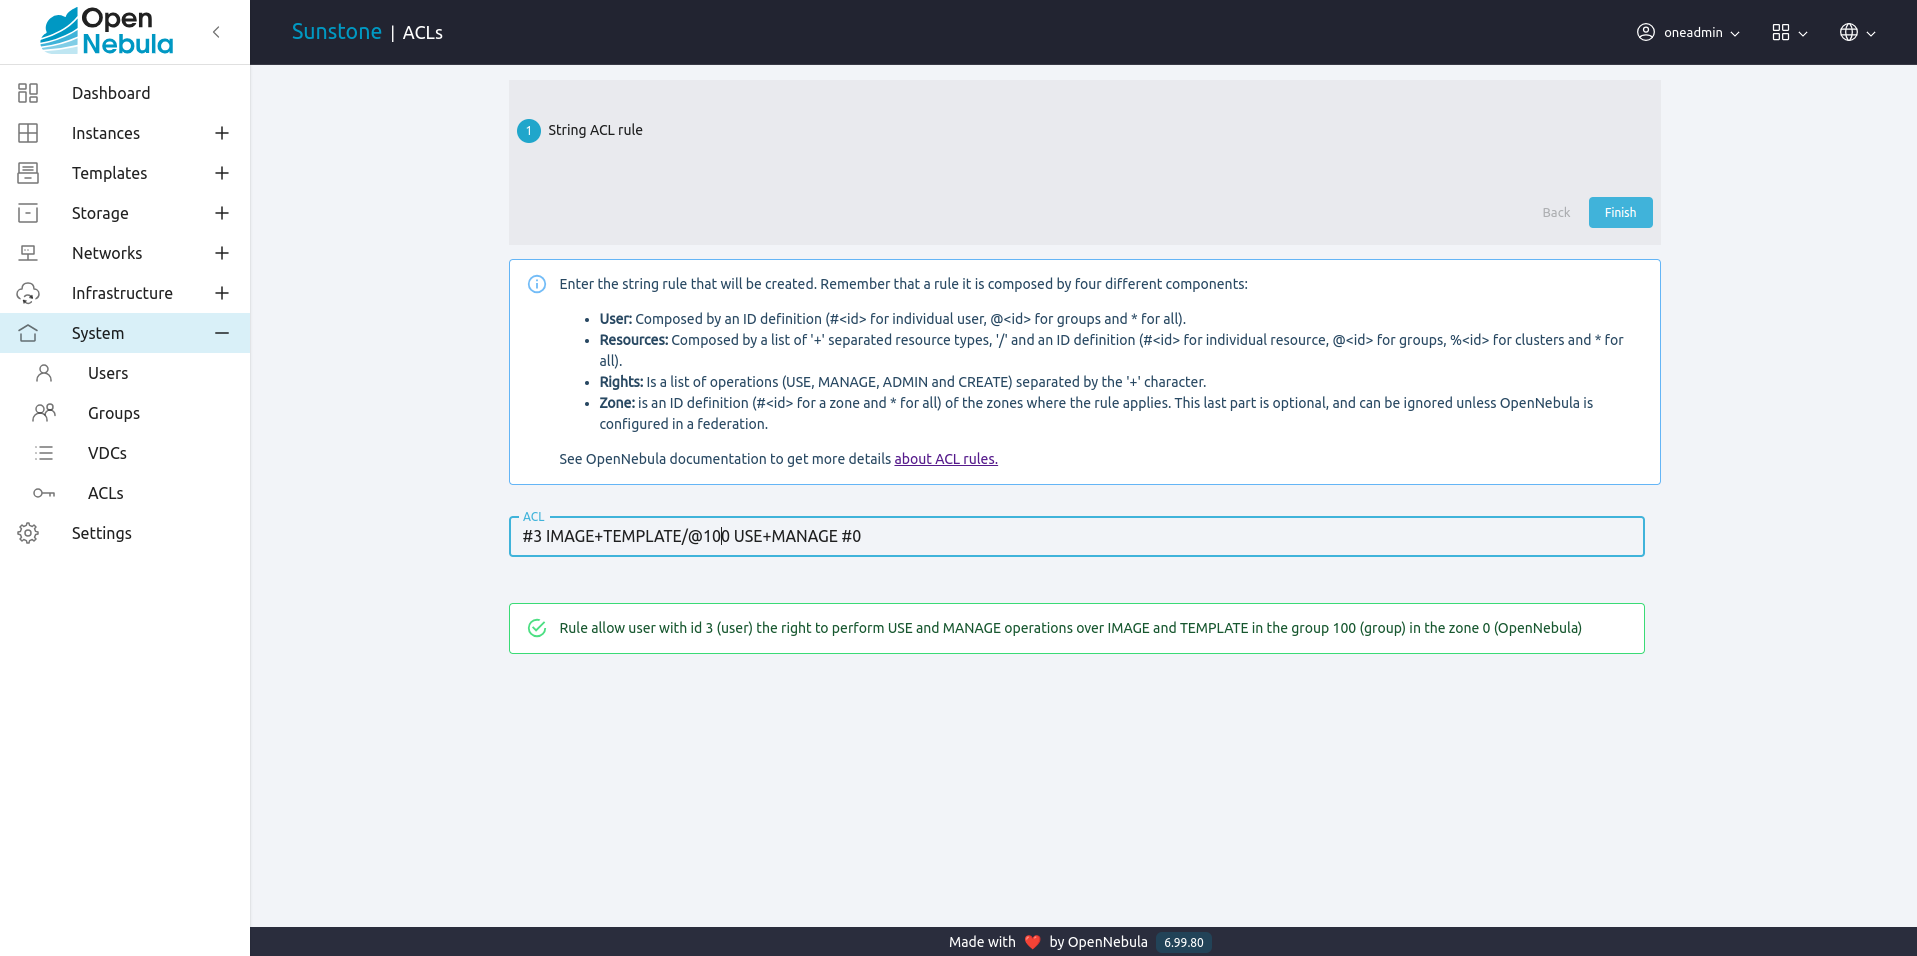 Open
Nebula
Sunstone | ACLs
oneadmin
Dashboard
Instances
Templates
Storage
Networks
Infrastructure
System
Users
Groups
VDCs
ACLs
Settings
1 String ACL rule
Back
Finish
Enter the string rule that will be created. Remember that a rule it is composed by four different components:
• User: Composed by an ID definition (#<id> for individual user, @<id> for groups and * for all).
• Resources: Composed by a list of '+' separated resource types, '/' and an ID definition (#<id> for individual resource, @<id> for groups, %<id> for clusters and * for
all).
• Rights: Is a list of operations (USE, MANAGE, ADMIN and CREATE) separated by the '+' character.
• Zone: is an ID definition (#<id> for a zone and * for all) of the zones where the rule applies. This last part is optional, and can be ignored unless OpenNebula is
configured in a federation.
See OpenNebula documentation to get more details about ACL rules.
ACL
#3 IMAGE+TEMPLATE/@100 USE+MANAGE #0
Rule allow user with id 3 (user) the right to perform USE and MANAGE operations over IMAGE and TEMPLATE in the group 100 (group) in the zone 0 (OpenNebula)
Made with ❤️ by OpenNebula 6.99.80